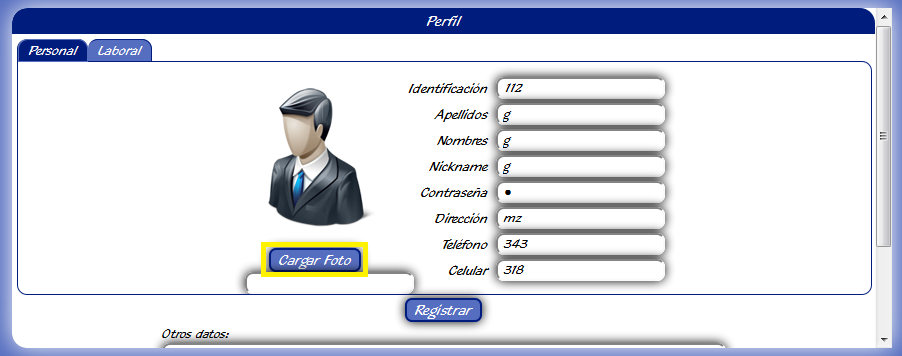 Perfil
Personal Laboral
Identificación 112
Apellidos g
Nombres g
Nickname g
Contraseña •
Dirección mz
Teléfono 343
Celular 318
Cargar Foto
Registrar
Otros datos: